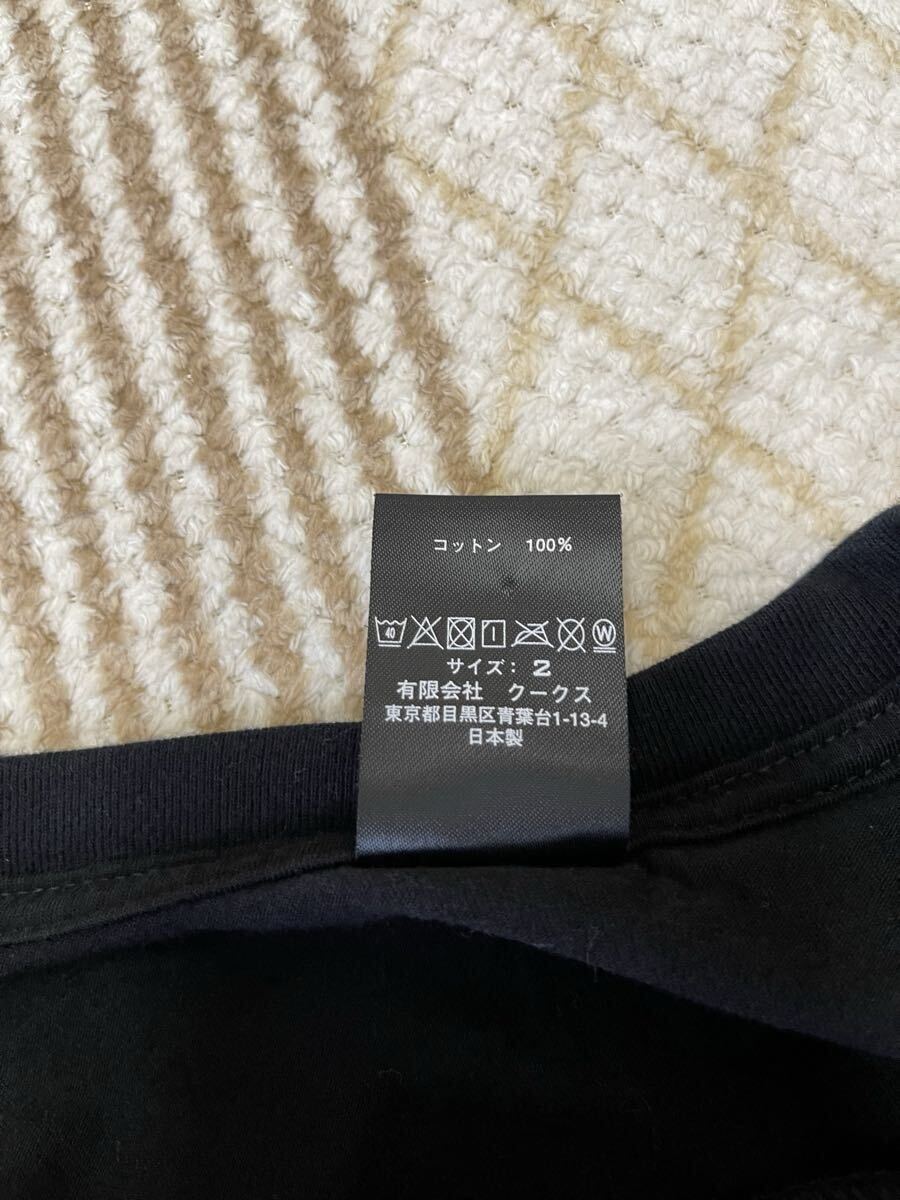 コットン 100%
40 W
サイズ: 2
有限会社 クークス
東京都目黒区青葉台1-13-4
日本製